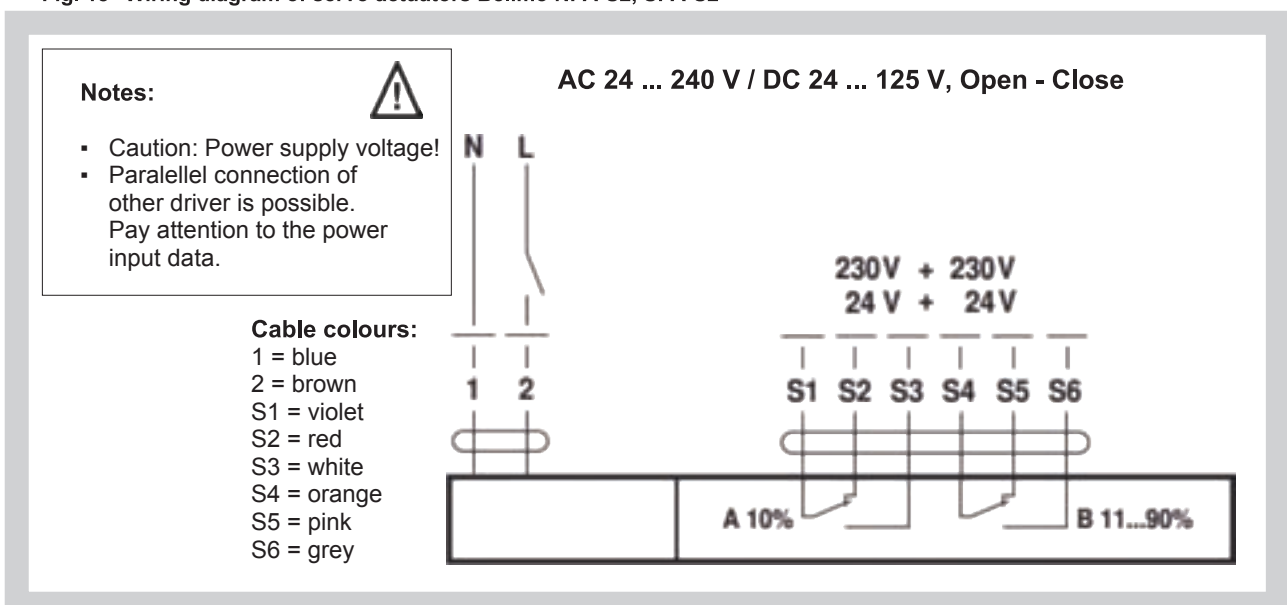 Notes:
▪ Caution: Power supply voltage!
▪ Paralellel connection of
other driver is possible.
Pay attention to the power
input data.
AC 24 ... 240 V / DC 24 ... 125 V, Open - Close
N L
230V + 230V
24 V + 24V
Cable colours:
1 = blue
2 = brown
S1 = violet
S2 = red
S3 = white
S4 = orange
S5 = pink
S6 = grey
1 2
S1 S2 S3 S4 S5 S6
A 10%
B 11...90%